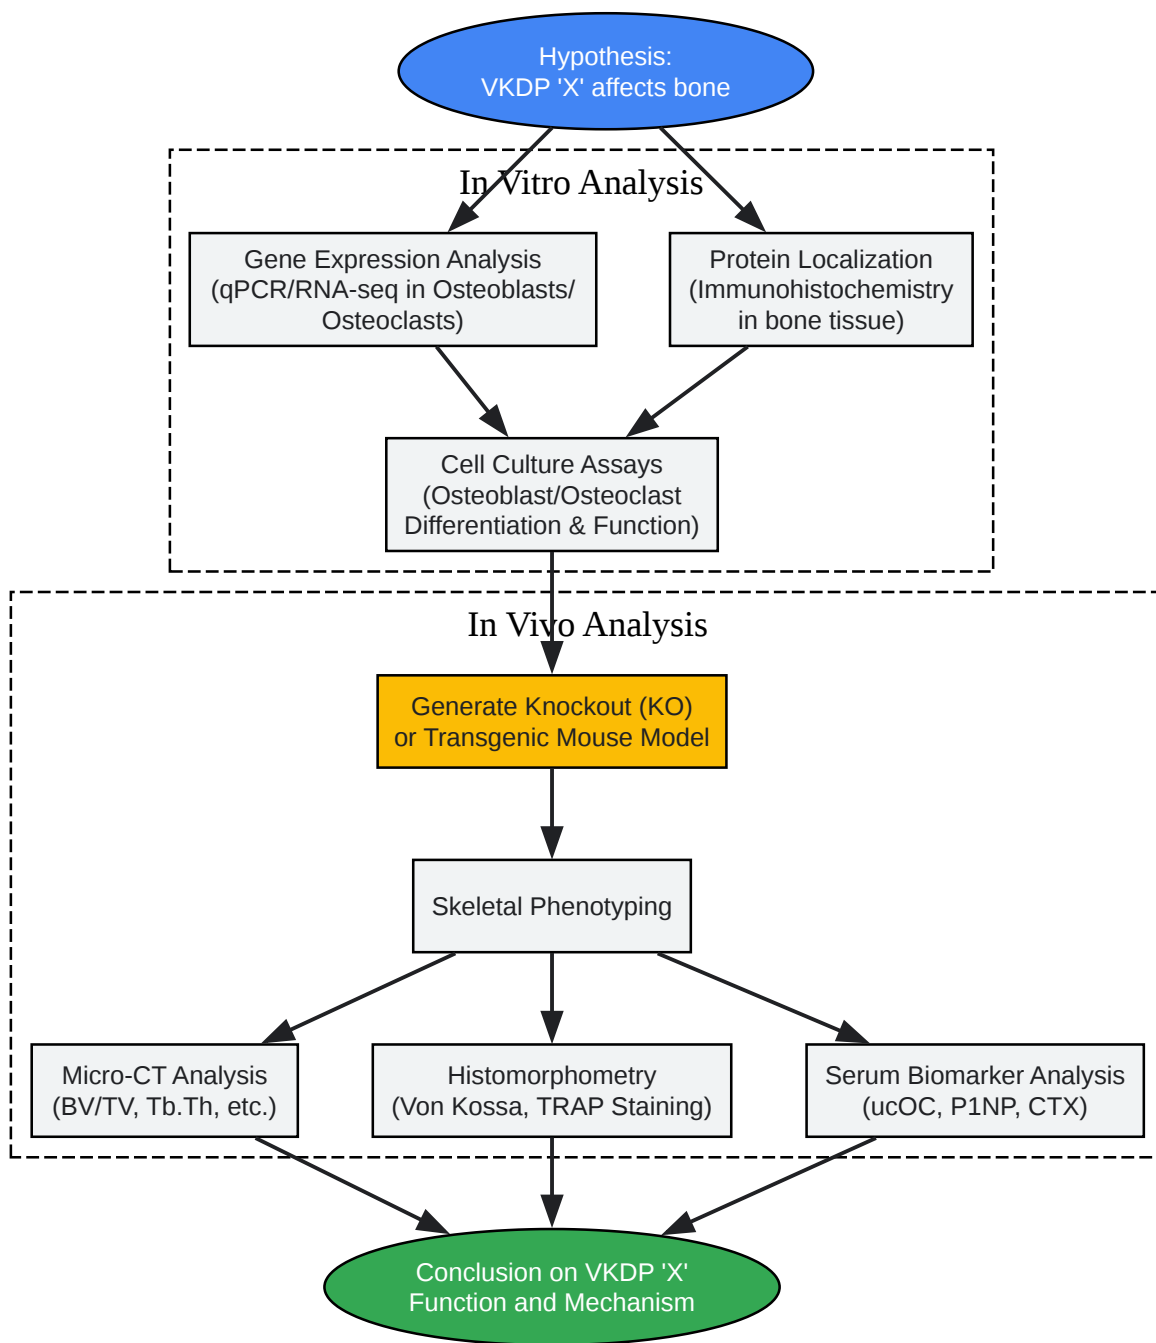 Hypothesis:
VKDP 'X' affects bone
In Vitro Analysis
Gene Expression Analysis
(qPCR/RNA-seq in Osteoblasts/
Osteoclasts)
Protein Localization
(Immunohistochemistry
in bone tissue)
Cell Culture Assays
(Osteoblast/Osteoclast
Differentiation & Function)
In Vivo Analysis
Generate Knockout (KO)
or Transgenic Mouse Model
Skeletal Phenotyping
Micro-CT Analysis
(BV/TV, Tb.Th, etc.)
Histomorphometry
(Von Kossa, TRAP Staining)
Serum Biomarker Analysis
(ucOC, P1NP, CTX)
Conclusion on VKDP 'X'
Function and Mechanism